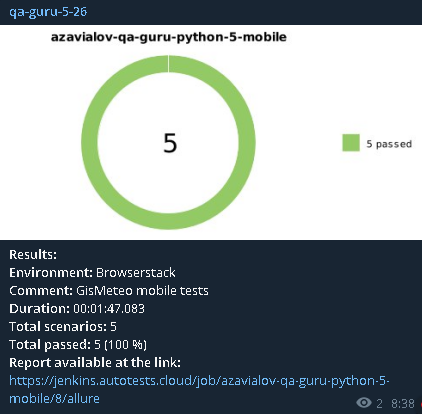 qa-guru-5-26
azavialov-qa-guru-python-5-mobile
5
5 passed
Results:
Environment: Browserstack
Comment: GisMeteo mobile tests
Duration: 00:01:47.083
Total scenarios: 5
Total passed: 5 (100 %)
Report available at the link:
https://jenkins.autotests.cloud/job/azavialov-qa-guru-python-5-
mobile/8/allure
2 8:38